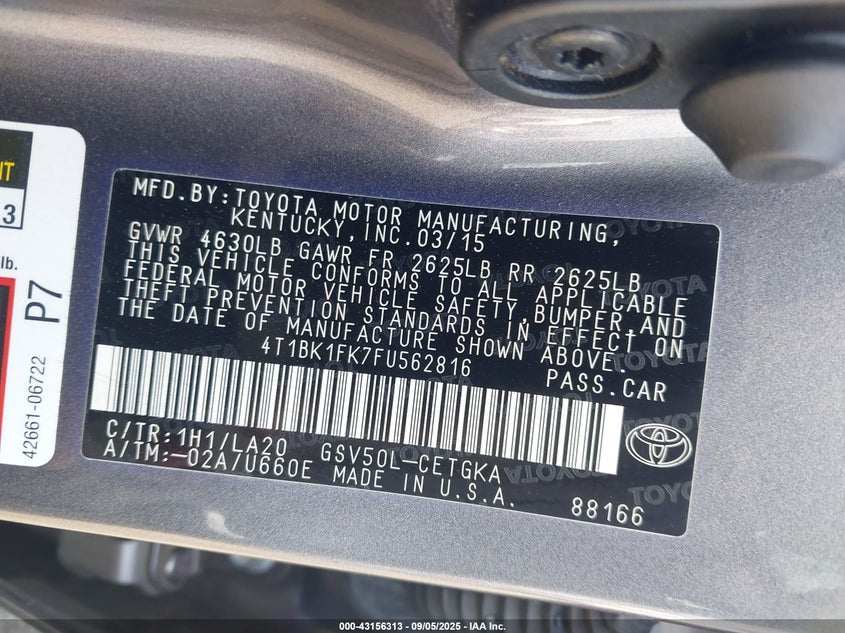 MFD.BY:TOYOTA MOTOR MANUFACTURING,
KENTUCKY,INC.03/15
GVWR 4630LB GAWR FR 2625LB RR 2625LB
THIS VEHICLE CONFORMS TO ALL APPLICABLE
FEDERAL MOTOR VEHICLE SAFETY,BUMPER,AND
THEFT PREVENTION STANDARDS IN EFFECT ON
THE DATE OF MANUFACTURE SHOWN ABOVE.
4T1BK1FK7FU562816
PASS.CAR
C/TR:1H1/LA20 GSV50L-CETGKA
A/TM:-02A/U660E MADE IN U.S.A.
88166
TOYOTA
3
lb.
P7
42661-06722
000-43156313 - 09/05/2025 - IAA Inc.